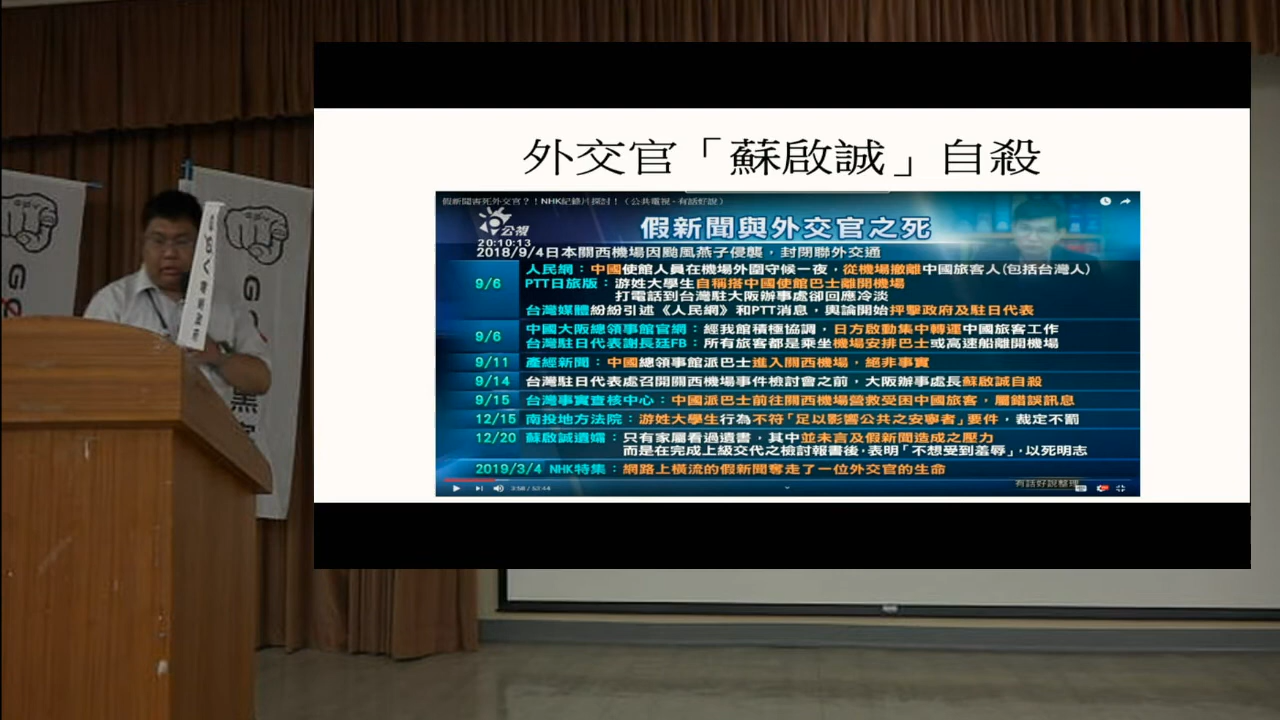 外交官「蘇啟誠」自殺
假新聞害死外交官？！NHK紀錄片探討！（公共電視 - 有話好說）
公視
假新聞與外交官之死
20:10:13
2018/9/4日本關西機場因颱風燕子侵襲，封閉聯外交通
9/6 人民網：中國使館人員在機場外圍守候一夜，從機場撤離中國旅客人(包括台灣人)
PTT日旅版：游姓大學生自稱搭中國使館巴士離開機場
打電話到台灣駐大阪辦事處卻回應冷淡
台灣媒體紛紛引述《人民網》和PTT消息，輿論開始抨擊政府及駐日代表
9/6 中國大阪總領事館官網：經我館積極協調，日方啟動集中轉運中國旅客工作
台灣駐日代表謝長廷FB：所有旅客都是乘坐機場安排巴士或高速船離開機場
9/11 產經新聞：中國總領事館派巴士進入關西機場，絕非事實
9/14 台灣駐日代表處召開關西機場事件檢討會之前，大阪辦事處長蘇啟誠自殺
9/15 台灣事實查核中心：中國派巴士前往關西機場營救受困中國旅客，屬錯誤訊息
12/15 南投地方法院：游姓大學生行為不符「足以影響公共之安寧者」要件，裁定不罰
12/20 蘇啟誠遺孀：只有家屬看過遺書，其中並未言及假新聞造成之壓力
而是在完成上級交代之檢討報書後，表明「不想受到羞辱」，以死明志
2019/3/4 NHK特集：網路上橫流的假新聞奪走了一位外交官的生命
有話好說整理
3:58 / 53:44